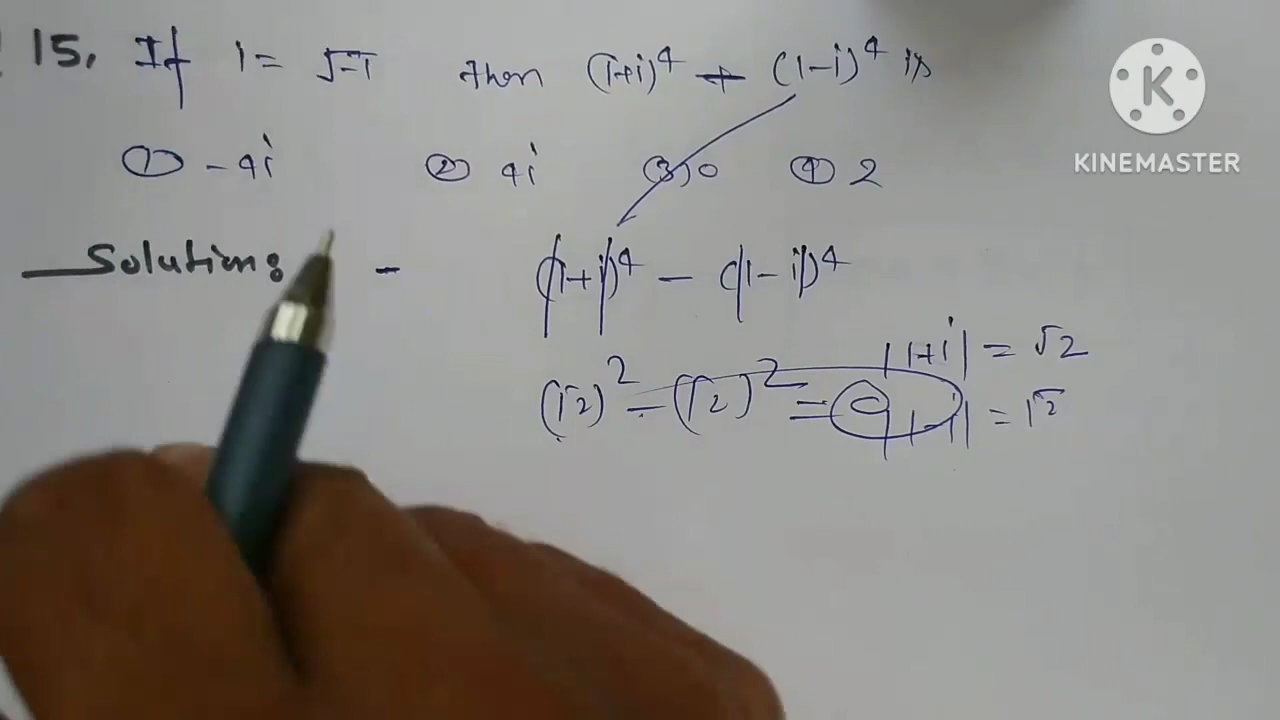 15. If i = √-1 then (1+i)⁴ + (1-i)⁴ is
K
KINEMASTER
① -4i ② 4i ③ 0 ④ 2
Solution: - (|1+i|)⁴ - (|1-i|)⁴
|1+i| = √2
(√2)² - (√2)² = 0 |1-i| = √2